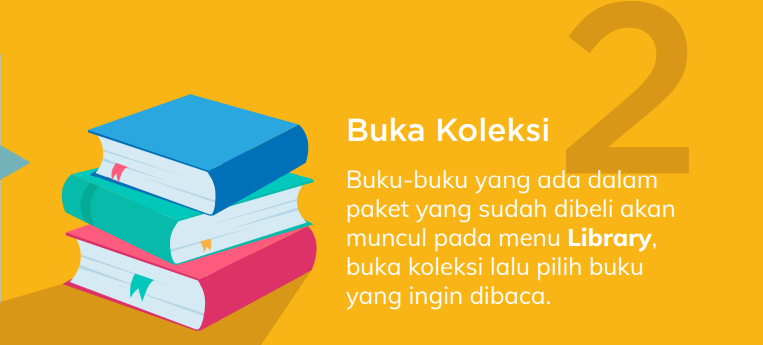 2
Buka Koleksi
Buku-buku yang ada dalam
paket yang sudah dibeli akan
muncul pada menu Library,
buka koleksi lalu pilih buku
yang ingin dibaca.